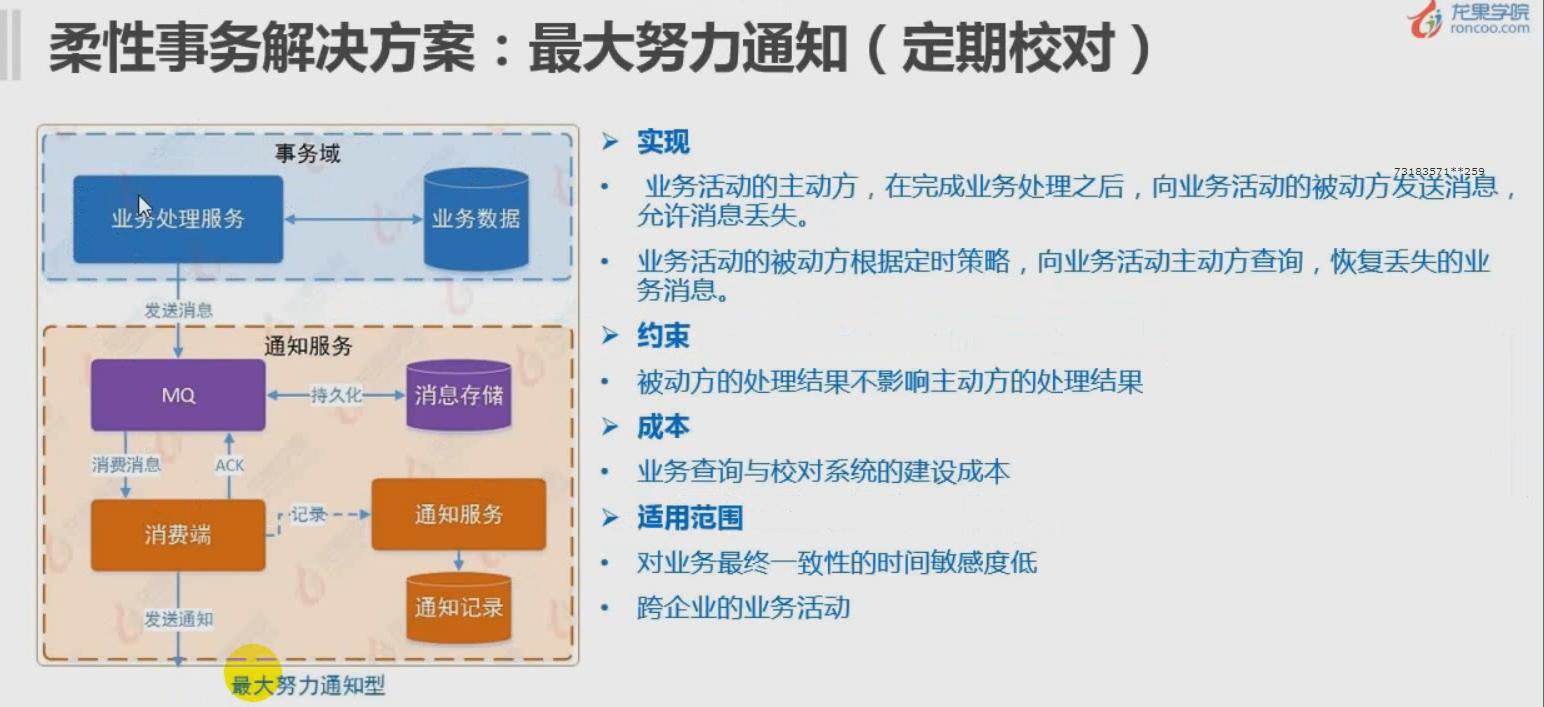 柔性事务解决方案：最大努力通知（定期校对）
龙果学院
roncoo.com
事务域
业务处理服务
业务数据
发送消息
通知服务
MQ
持久化
消息存储
消费消息
ACK
消费端
记录
通知服务
通知记录
发送通知
最大努力通知型
实现
73183571**259
业务活动的主动方，在完成业务处理之后，向业务活动的被动方发送消息，
允许消息丢失。
业务活动的被动方根据定时策略，向业务活动主动方查询，恢复丢失的业
务消息。
约束
被动方的处理结果不影响主动方的处理结果
成本
业务查询与校对系统的建设成本
适用范围
对业务最终一致性的时间敏感度低
跨企业的业务活动